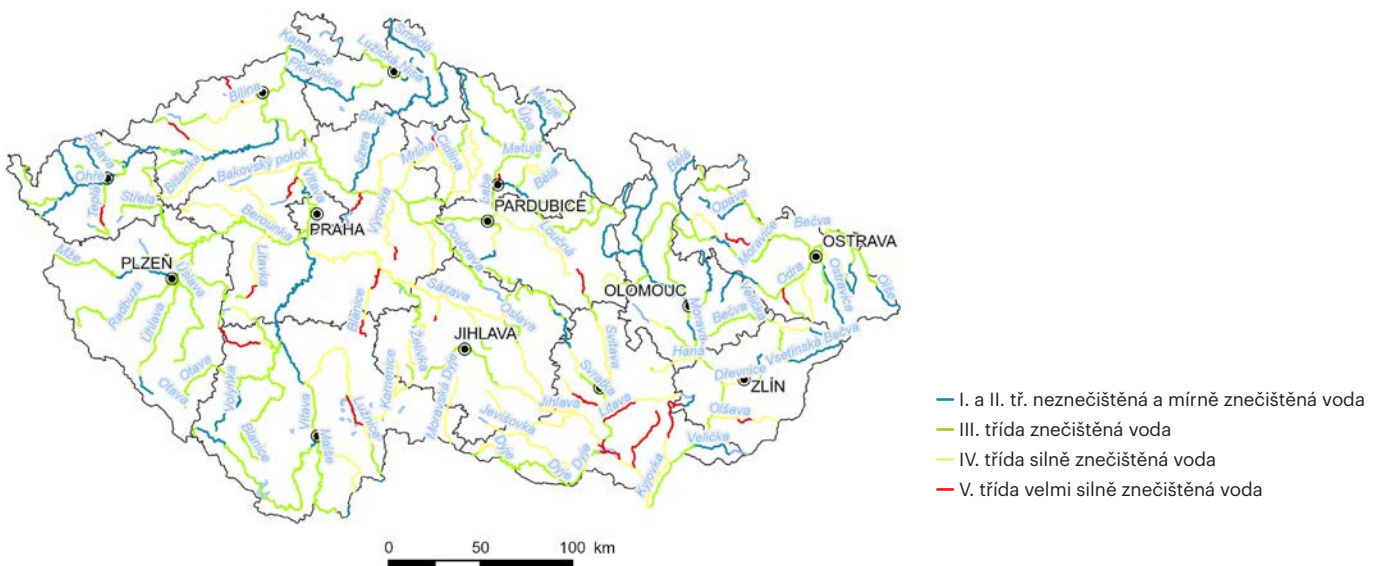 Smědá
Kamenice
Lužická Nisa
Ploučnice
Bílina
Metuje
Úpa
Bělá
Jizera
Cidlina
Mrlina
Metuje
Bělá
Rolava
Ohře
Blšanka
Bakovský potok
Vltava
Labe
Bělá
Teplá
Střela
Berounka
PRAHA
Výrovka
PARDUBICE
Opava
Bečva
Moravice
OSTRAVA
Mže
PLZEŇ
Úslava
Litavka
Doubrava
Loučná
Odra
Ostravice
Olše
Radbuza
Úhlava
Sázava
Blanice
Oslava
OLOMOUC
Morava
Bečva
Velička
Želivka
JIHLAVA
Svitava
Haná
Vsetínská Bečva
Otava
Otava
Volyňka
Kamenice
Moravská Dyje
Svratka
Dřevnice
ZLÍN
Vltava
Lužnice
Jihlava
Litava
Olšava
Blanice
Malše
Jevišovka
Dyje
Dyje
Dyje
Kyjovka
Velička
I. a II. tř. neznečištěná a mírně znečištěná voda
III. třída znečištěná voda
IV. třída silně znečištěná voda
V. třída velmi silně znečištěná voda
0 50 100 km